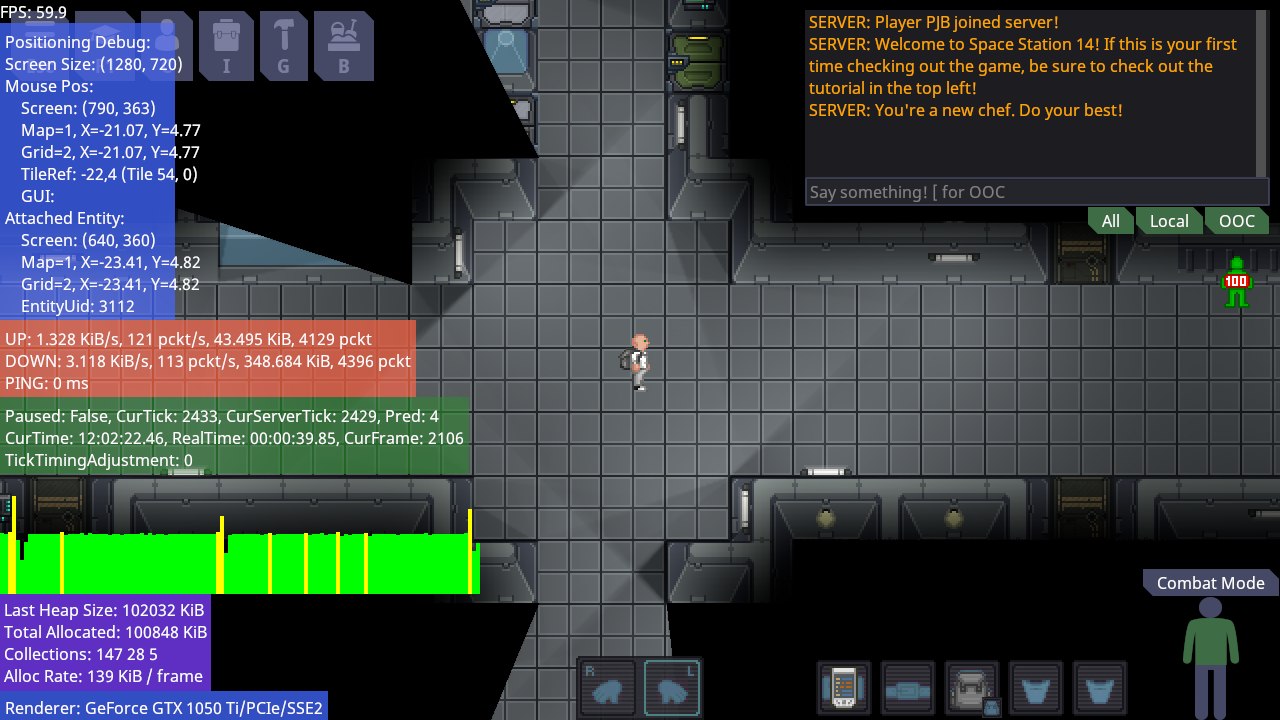 FPS: 59.9
I
G
B
Positioning Debug:
Screen Size: (1280, 720)
Mouse Pos:
Screen: (790, 363)
Map=1, X=-21.07, Y=4.77
Grid=2, X=-21.07, Y=4.77
TileRef: -22,4 (Tile 54, 0)
GUI:
Attached Entity:
Screen: (640, 360)
Map=1, X=-23.41, Y=4.82
Grid=2, X=-23.41, Y=4.82
EntityUid: 3112
UP: 1.328 KiB/s, 121 pckt/s, 43.495 KiB, 4129 pckt
DOWN: 3.118 KiB/s, 113 pckt/s, 348.684 KiB, 4396 pckt
PING: 0 ms
Paused: False, CurTick: 2433, CurServerTick: 2429, Pred: 4
CurTime: 12:02:22.46, RealTime: 00:00:39.85, CurFrame: 2106
TickTimingAdjustment: 0
Last Heap Size: 102032 KiB
Total Allocated: 100848 KiB
Collections: 147 28 5
Alloc Rate: 139 KiB / frame
Renderer: GeForce GTX 1050 Ti/PCIe/SSE2
SERVER: Player PJB joined server!
SERVER: Welcome to Space Station 14! If this is your first
time checking out the game, be sure to check out the
tutorial in the top left!
SERVER: You're a new chef. Do your best!
Say something! [ for OOC
All
Local
OOC
100
Combat Mode
R
L